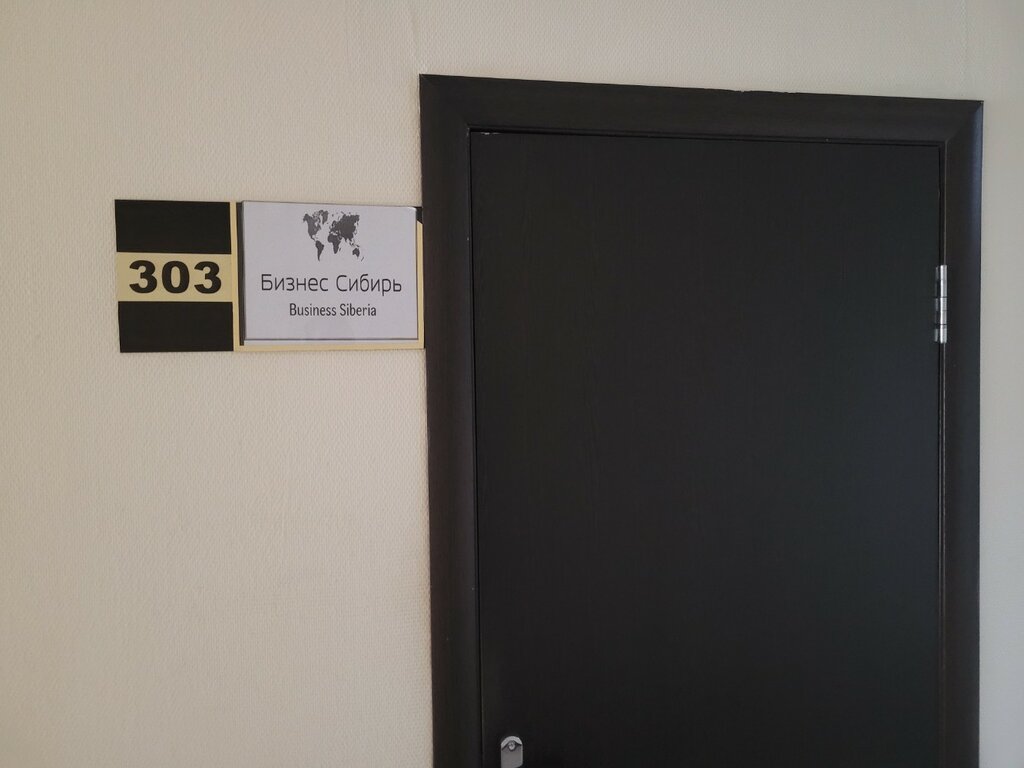 303
Бизнес Сибирь
Business Siberia